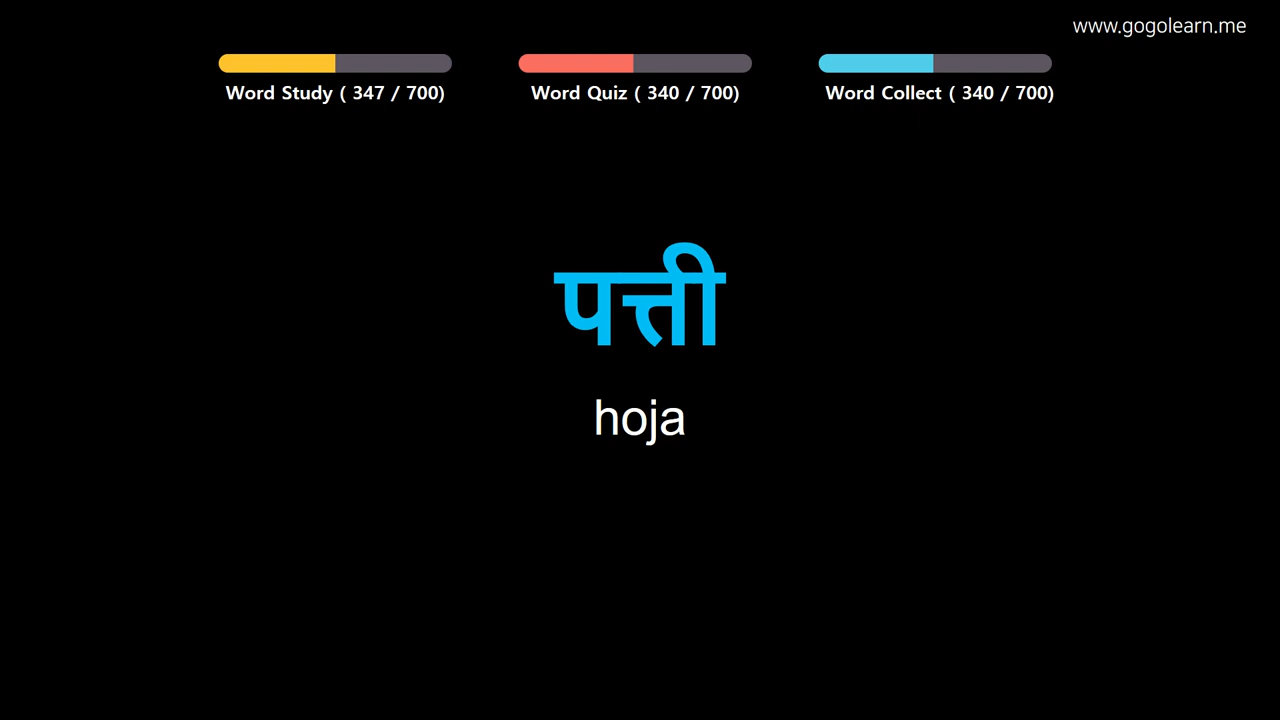 www.gogolearn.me
Word Study ( 347 / 700)
Word Quiz ( 340 / 700)
Word Collect ( 340 / 700)
पत्ती
hoja